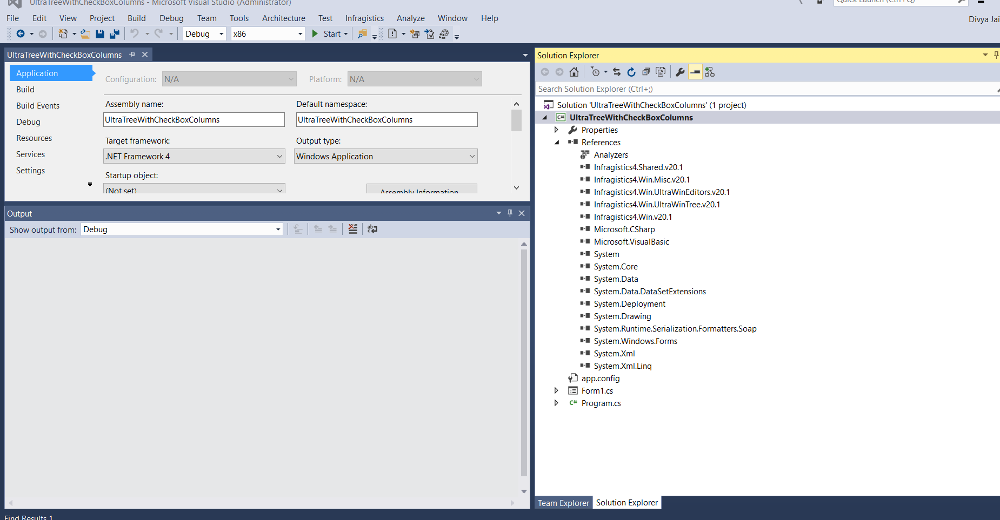 UltraTreeWithCheckBoxColumns - Microsoft Visual Studio (Administrator)
Quick Launch (Ctrl+Q)
File Edit View Project Build Debug Team Tools Architecture Test Infragistics Analyze Window Help
Divya Jai
Debug x86 Start
UltraTreeWithCheckBoxColumns
Application
Build
Build Events
Debug
Resources
Services
Settings
Configuration: N/A Platform: N/A
Assembly name: Default namespace:
UltraTreeWithCheckBoxColumns UltraTreeWithCheckBoxColumns
Target framework: Output type:
.NET Framework 4 Windows Application
Startup object:
(Not set) Assembly Information
Output
Show output from: Debug
Find Results 1
Solution Explorer
Search Solution Explorer (Ctrl+;)
Solution 'UltraTreeWithCheckBoxColumns' (1 project)
C# UltraTreeWithCheckBoxColumns
Properties
References
Analyzers
Infragistics4.Shared.v20.1
Infragistics4.Win.Misc.v20.1
Infragistics4.Win.UltraWinEditors.v20.1
Infragistics4.Win.UltraWinTree.v20.1
Infragistics4.Win.v20.1
Microsoft.CSharp
Microsoft.VisualBasic
System
System.Core
System.Data
System.Data.DataSetExtensions
System.Deployment
System.Drawing
System.Runtime.Serialization.Formatters.Soap
System.Windows.Forms
System.Xml
System.Xml.Linq
app.config
Form1.cs
C# Program.cs
Team Explorer Solution Explorer